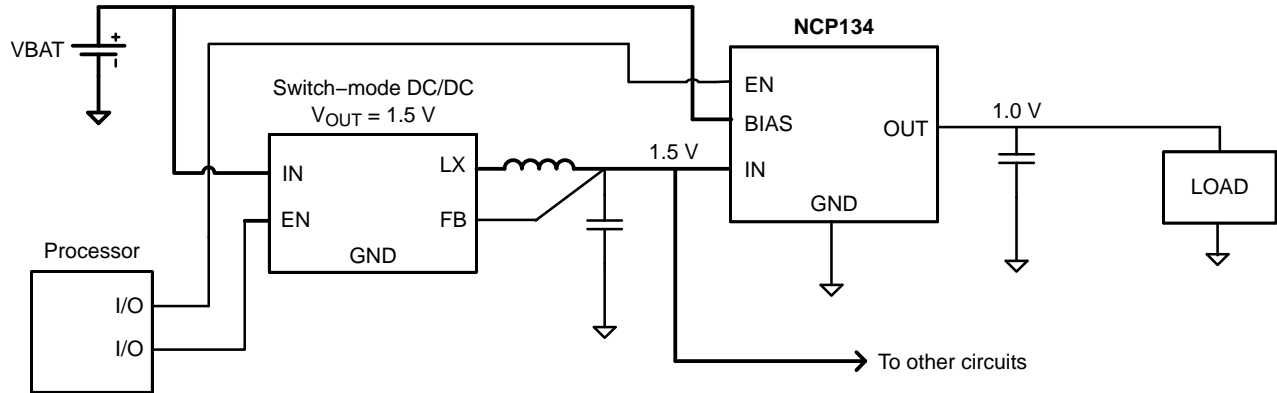 NCP134
VBAT
+
−
Switch−mode DC/DC
VOUT = 1.5 V
EN
BIAS
IN
OUT
GND
1.0 V
LOAD
1.5 V
IN
EN
LX
FB
GND
Processor
I/O
I/O
To other circuits